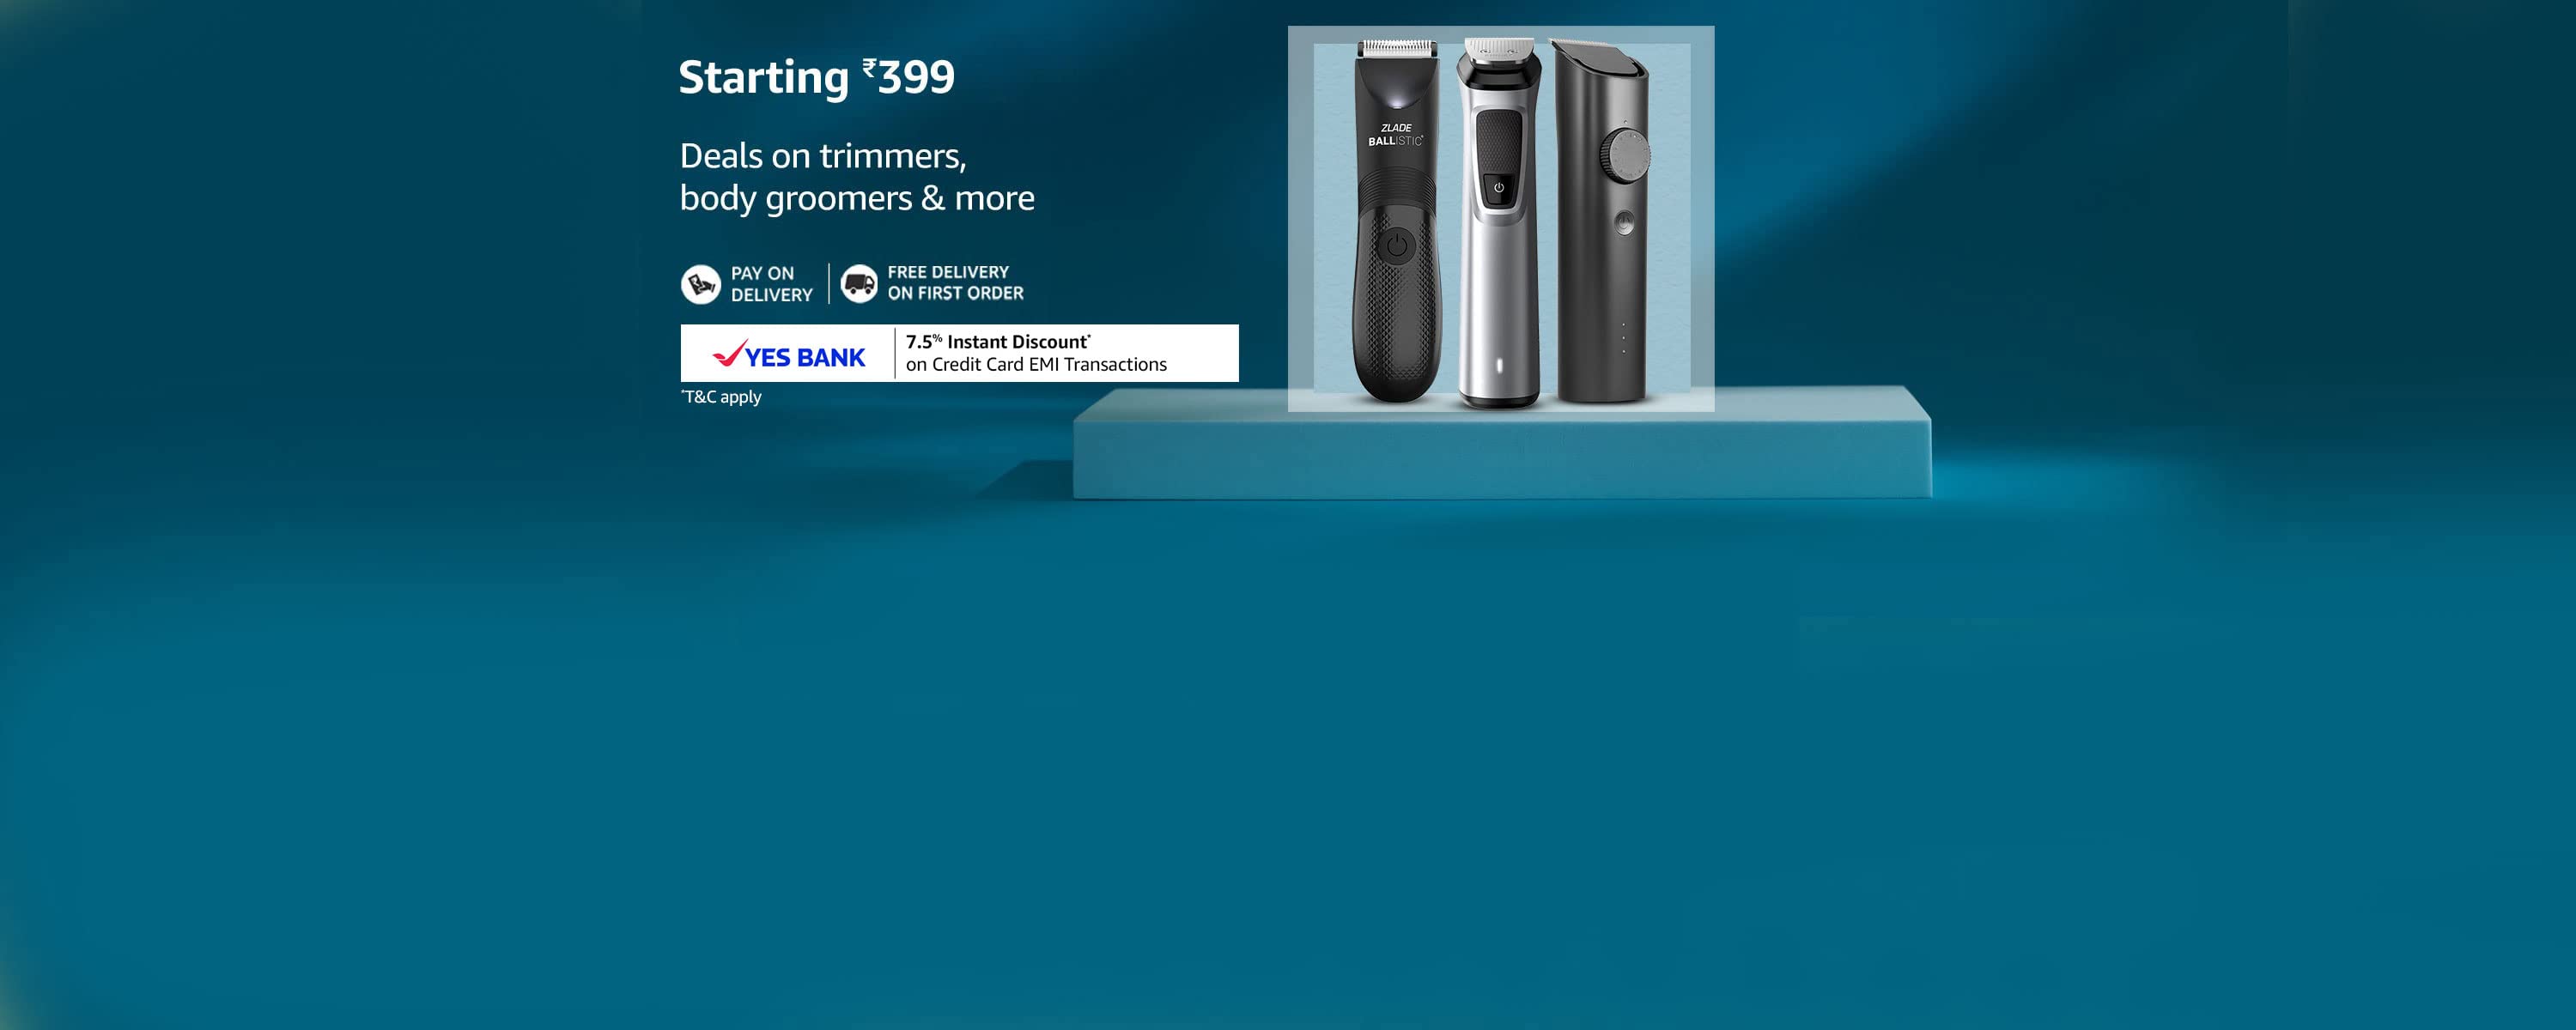 Starting ₹399
Deals on trimmers,
body groomers & more
PAY ON
DELIVERY
FREE DELIVERY
ON FIRST ORDER
YES BANK
7.5% Instant Discount*
on Credit Card EMI Transactions
*T&C apply
ZLADE
BALLISTIC+